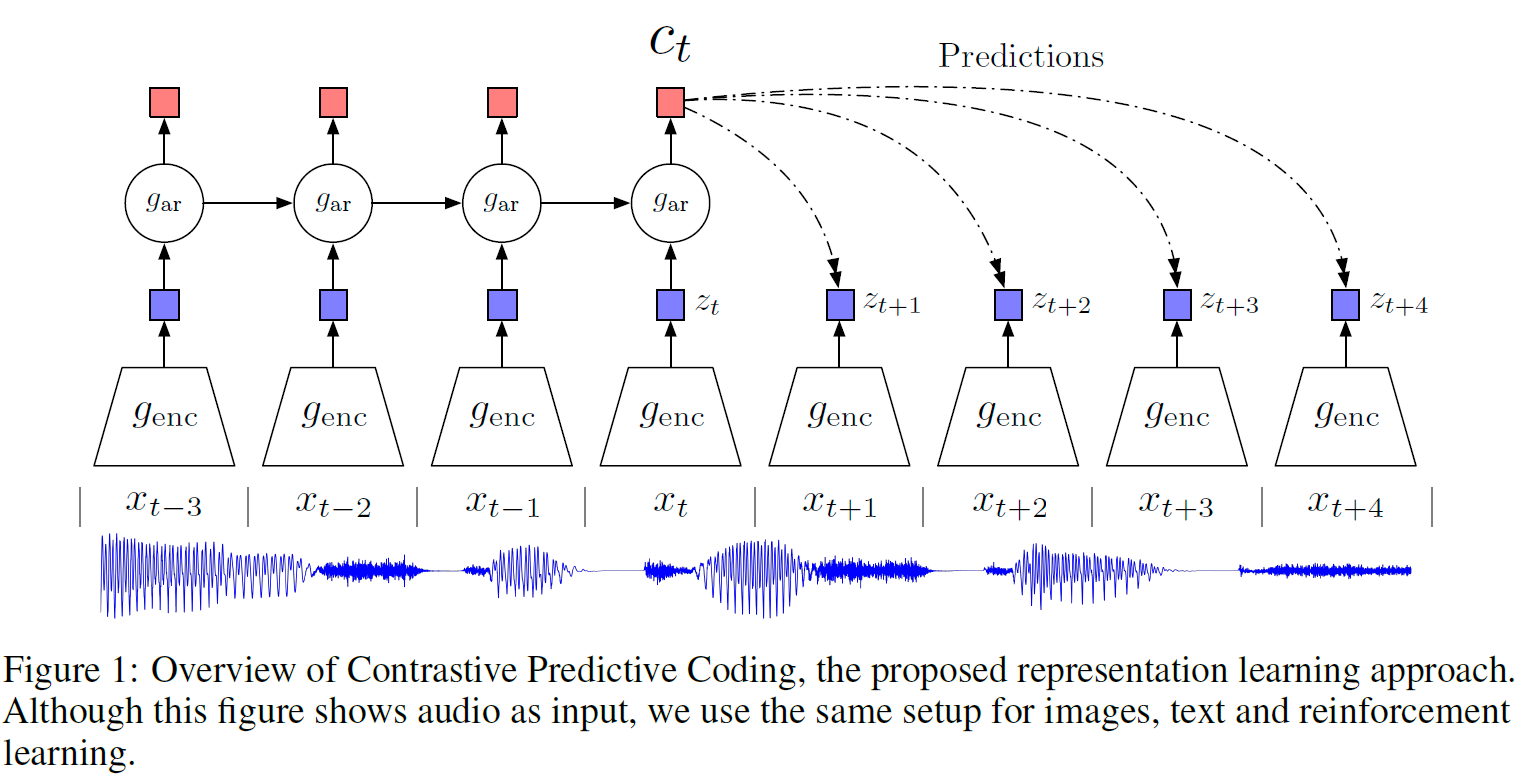 c_t
Predictions
g_ar g_ar g_ar g_ar
z_t z_{t+1} z_{t+2} z_{t+3} z_{t+4}
g_enc g_enc g_enc g_enc g_enc g_enc g_enc g_enc
x_{t-3} x_{t-2} x_{t-1} x_t x_{t+1} x_{t+2} x_{t+3} x_{t+4}
Figure 1: Overview of Contrastive Predictive Coding, the proposed representation learning approach.
Although this figure shows audio as input, we use the same setup for images, text and reinforcement
learning.